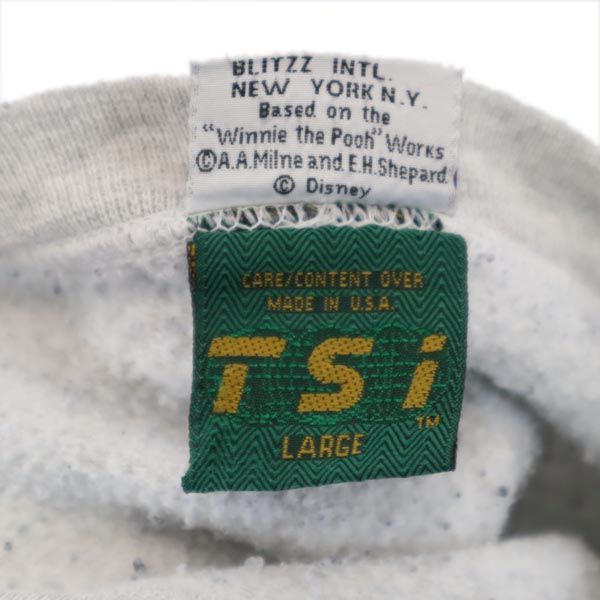 BLITZZ INTL.
NEW YORK N.Y.
Based on the
"Winnie the Pooh" Works
©A.A.Milne and E.H.Shepard.
© Disney
CARE/CONTENT OVER
MADE IN U.S.A.
TSi
TM
LARGE